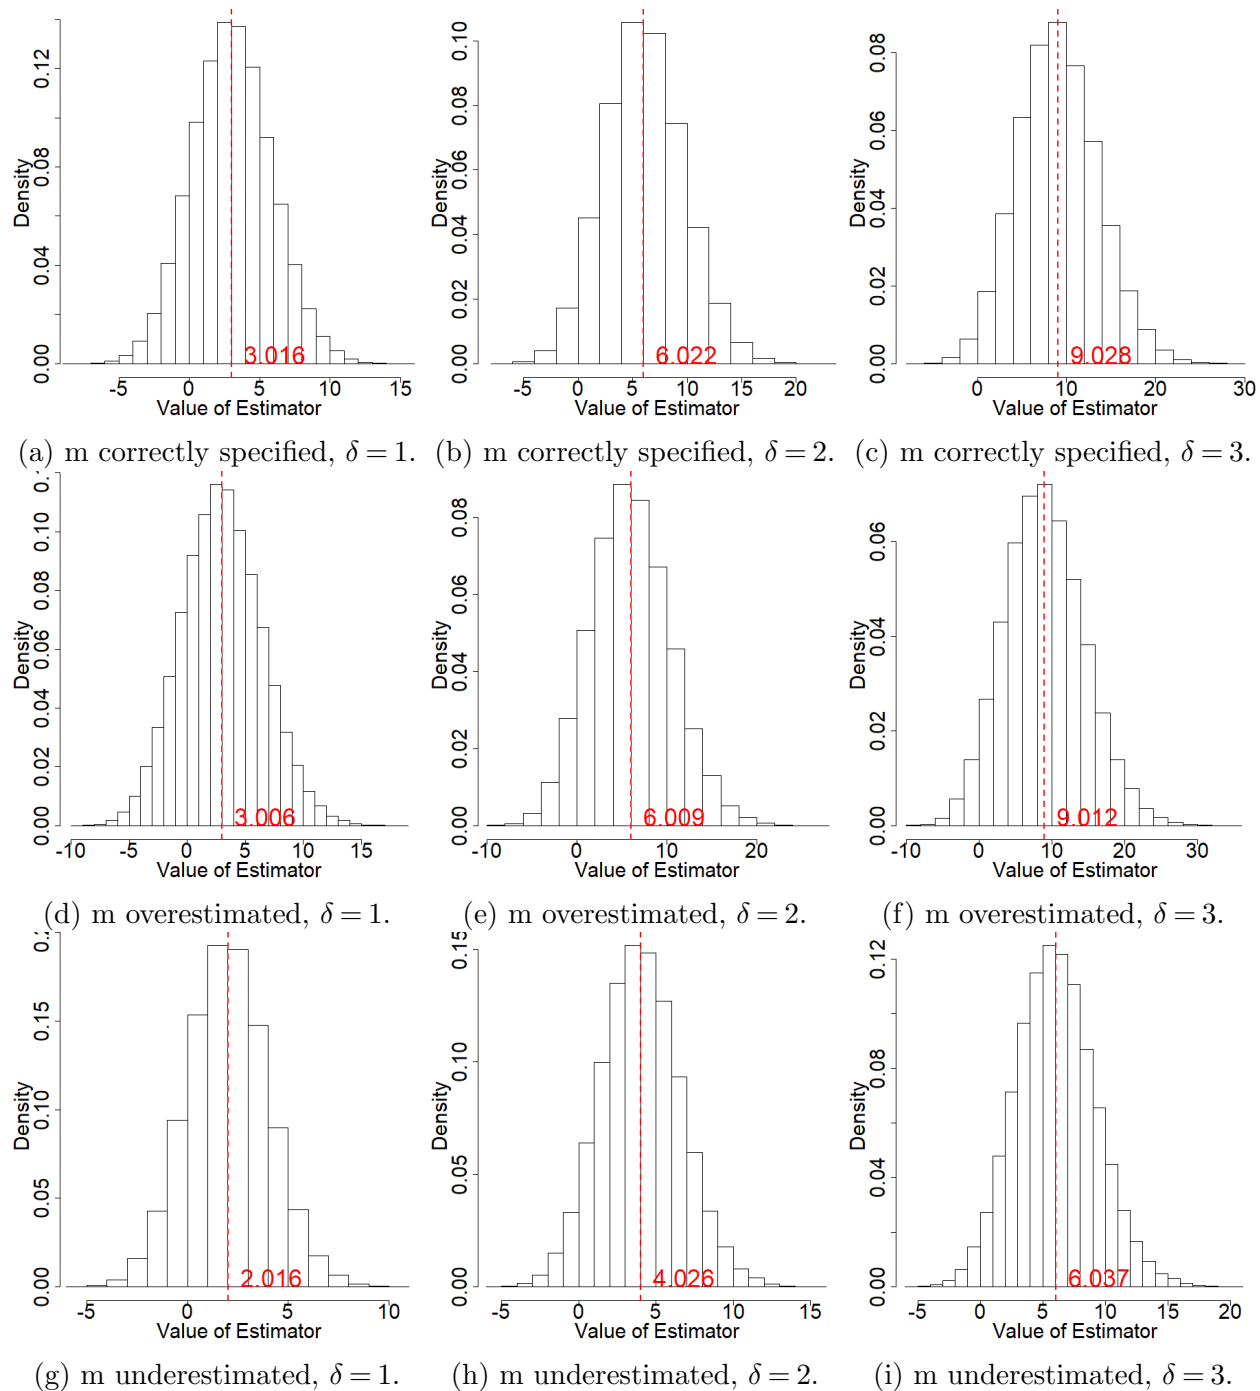 Density
0.00 0.04 0.08 0.12
3.016
-5 0 5 10 15
Value of Estimator
Density
0.00 0.02 0.04 0.06 0.08 0.10
6.022
-5 0 5 10 15 20
Value of Estimator
Density
0.00 0.02 0.04 0.06 0.08
9.028
0 10 20 30
Value of Estimator
(a) m correctly specified, δ = 1. (b) m correctly specified, δ = 2. (c) m correctly specified, δ = 3.
Density
0.00 0.02 0.04 0.06 0.08 0.10
3.006
-10 -5 0 5 10 15
Value of Estimator
Density
0.00 0.02 0.04 0.06 0.08
6.009
-10 0 10 20
Value of Estimator
Density
0.00 0.02 0.04 0.06
9.012
-10 0 10 20 30
Value of Estimator
(d) m overestimated, δ = 1. (e) m overestimated, δ = 2. (f) m overestimated, δ = 3.
Density
0.00 0.05 0.10 0.15
2.016
-5 0 5 10
Value of Estimator
Density
0.00 0.05 0.10 0.15
4.026
-5 0 5 10 15
Value of Estimator
Density
0.00 0.04 0.08 0.12
6.037
-5 0 5 10 15 20
Value of Estimator
(g) m underestimated, δ = 1. (h) m underestimated, δ = 2. (i) m underestimated, δ = 3.